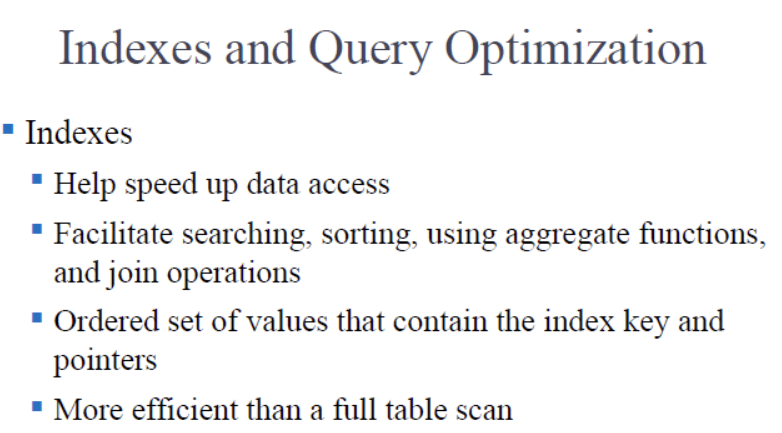 Indexes and Query Optimization
Indexes
Help speed up data access
Facilitate searching, sorting, using aggregate functions,
and join operations
Ordered set of values that contain the index key and
pointers
More efficient than a full table scan